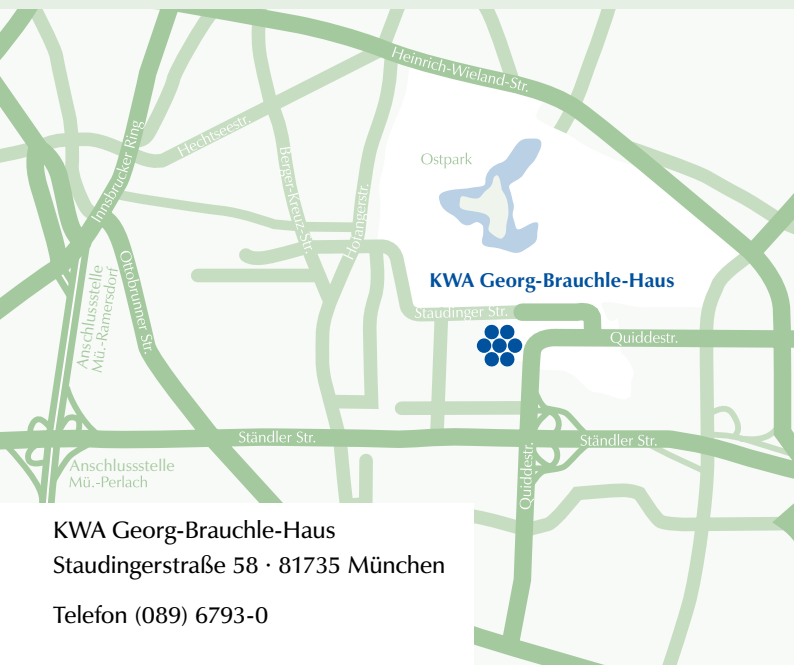 Heinrich-Wieland-Str.
Innsbrucker Ring
Hechtseestr.
Berger-Kreuz-Str.
Ostpark
Hofangerstr.
Ottobrunner Str.
Anschlussstelle
Mü.-Ramersdorf
KWA Georg-Brauchle-Haus
Staudinger Str.
Quiddestr.
Ständler Str.
Ständler Str.
Quiddestr.
Anschlussstelle
Mü.-Perlach
KWA Georg-Brauchle-Haus
Staudingerstraße 58 · 81735 München
Telefon (089) 6793-0